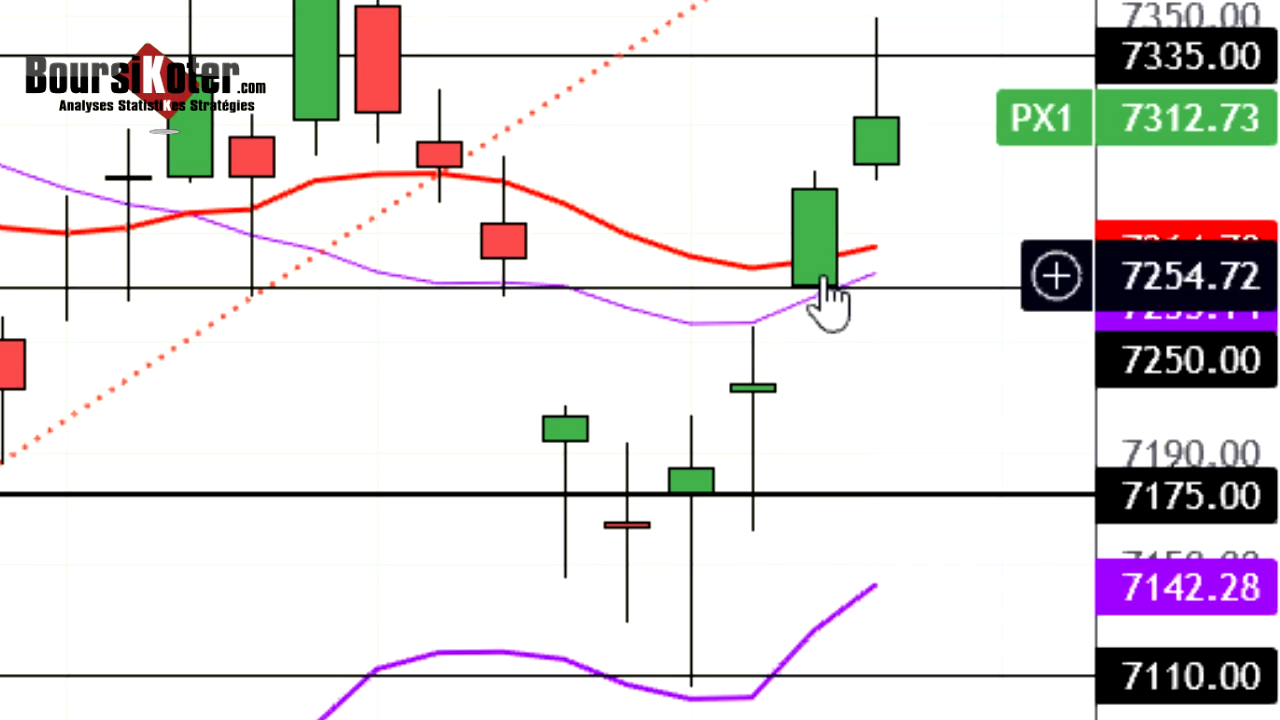 BoursiKoter.com
Analyses StatistiKes Stratégies
7350.00
7335.00
PX1 7312.73
7254.72
7250.00
7190.00
7175.00
7142.28
7110.00